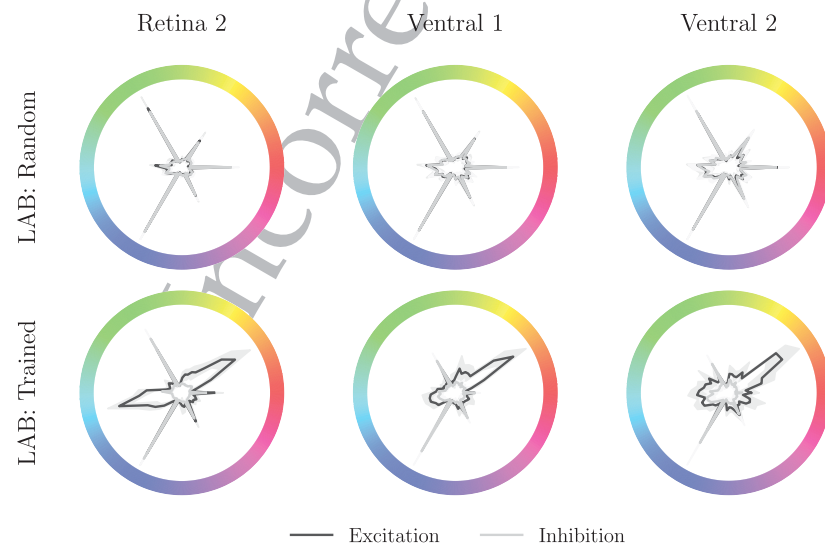 Retina 2
Ventral 1
Ventral 2
LAB: Random
LAB: Trained
Excitation
Inhibition